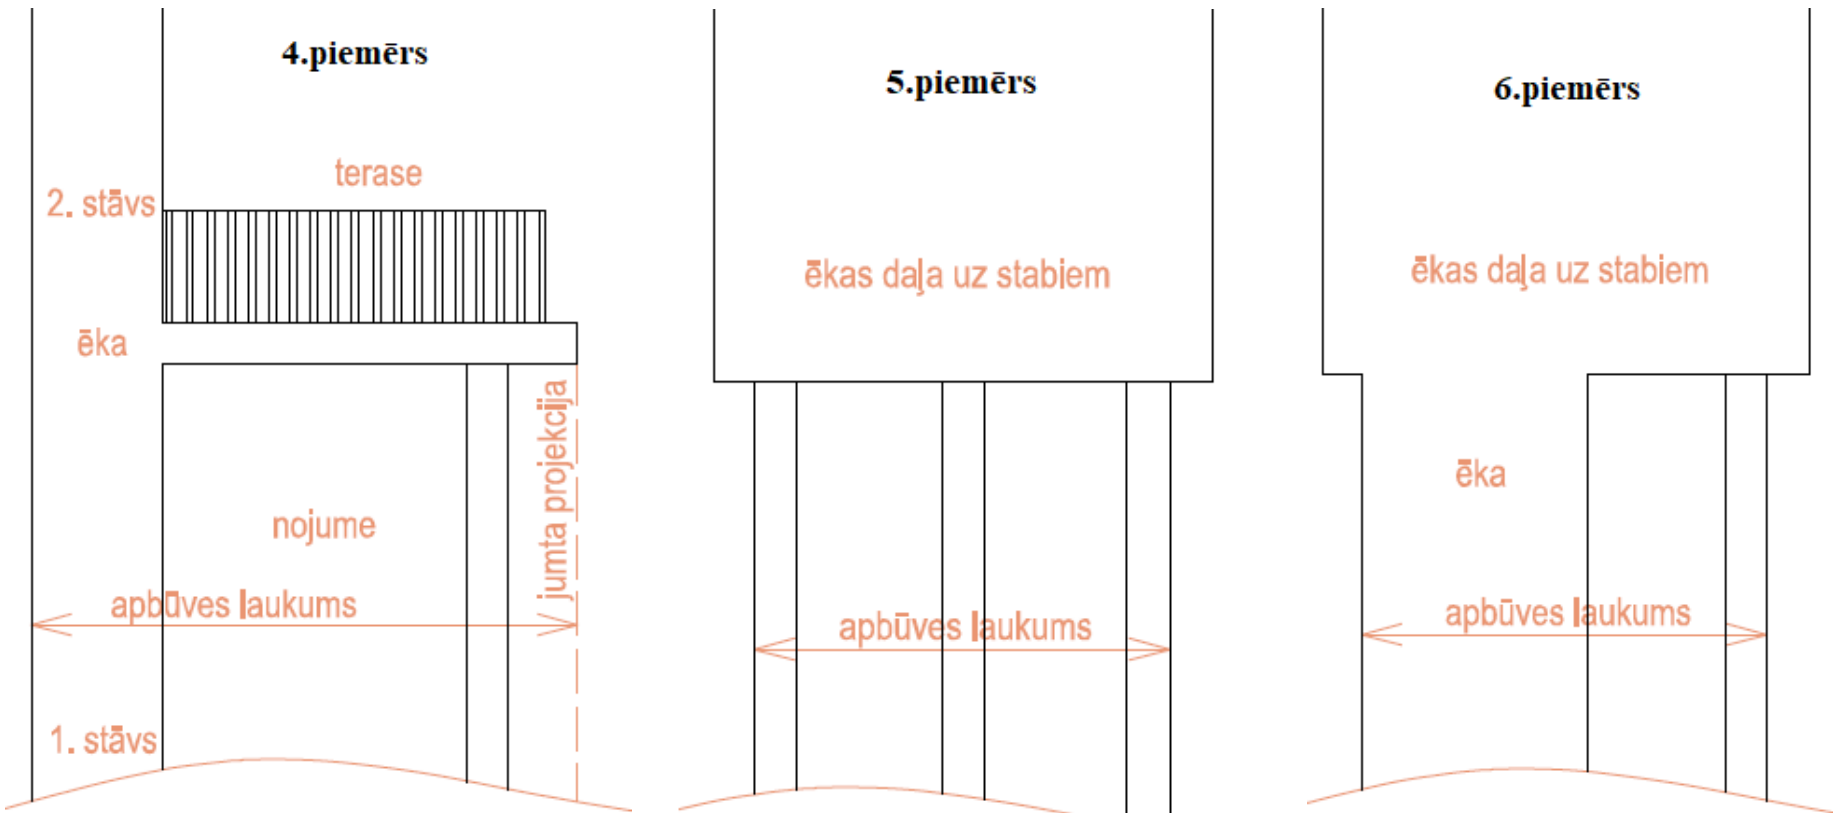 4.piemērs
terase
2. stāvs
ēka
jumta projekcija
nojume
apbūves laukums
1. stāvs
5.piemērs
ēkas daļa uz stabiem
apbūves laukums
6.piemērs
ēkas daļa uz stabiem
ēka
apbūves laukums